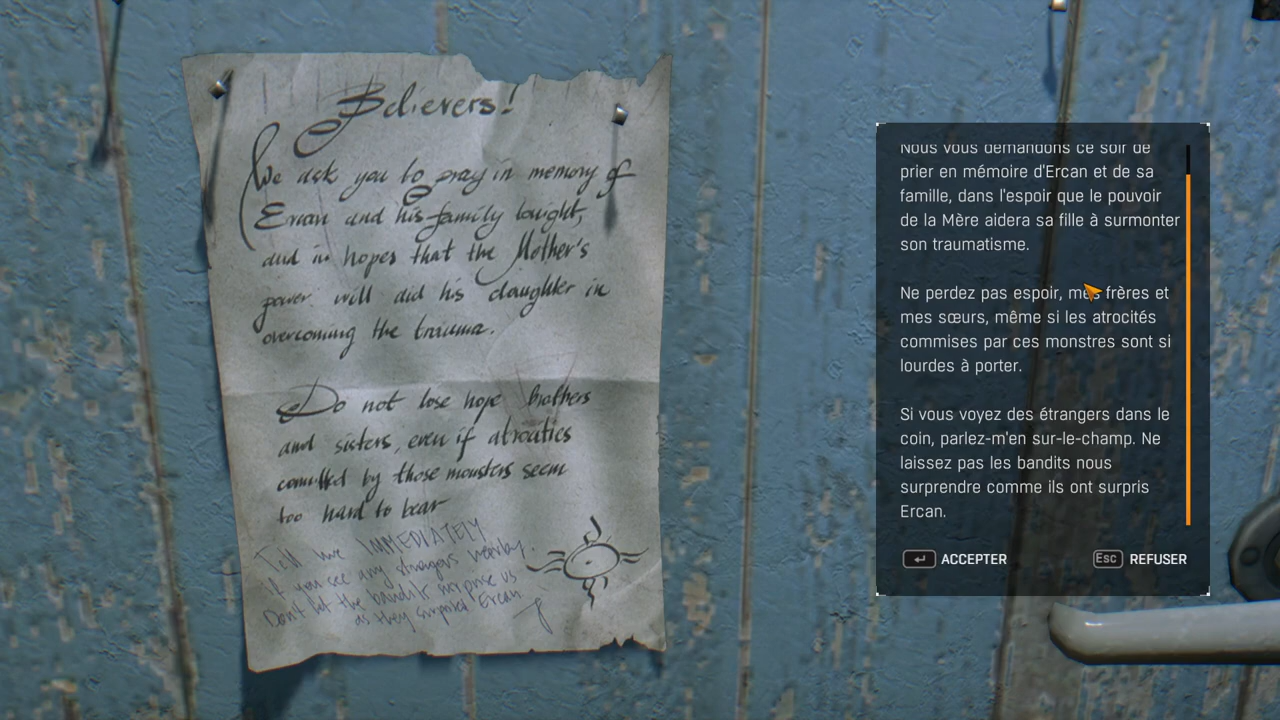 Believers!
We ask you to pray in memory of
Ercan and his family tonight,
and in hopes that the Mother's
power will aid his daughter in
overcoming the trauma.
Do not lose hope brothers
and sisters, even if atrocities
committed by those monsters seem
too hard to bear
Tell me IMMEDIATELY
if you see any strangers nearby.
Don't let the bandits surprise us
as they surprised Ercan
Nous vous demandons ce soir de
prier en mémoire d'Ercan et de sa
famille, dans l'espoir que le pouvoir
de la Mère aidera sa fille à surmonter
son traumatisme.
Ne perdez pas espoir, mes frères et
mes sœurs, même si les atrocités
commises par ces monstres sont si
lourdes à porter.
Si vous voyez des étrangers dans le
coin, parlez-m'en sur-le-champ. Ne
laissez pas les bandits nous
surprendre comme ils ont surpris
Ercan.
ACCEPTER
Esc REFUSER